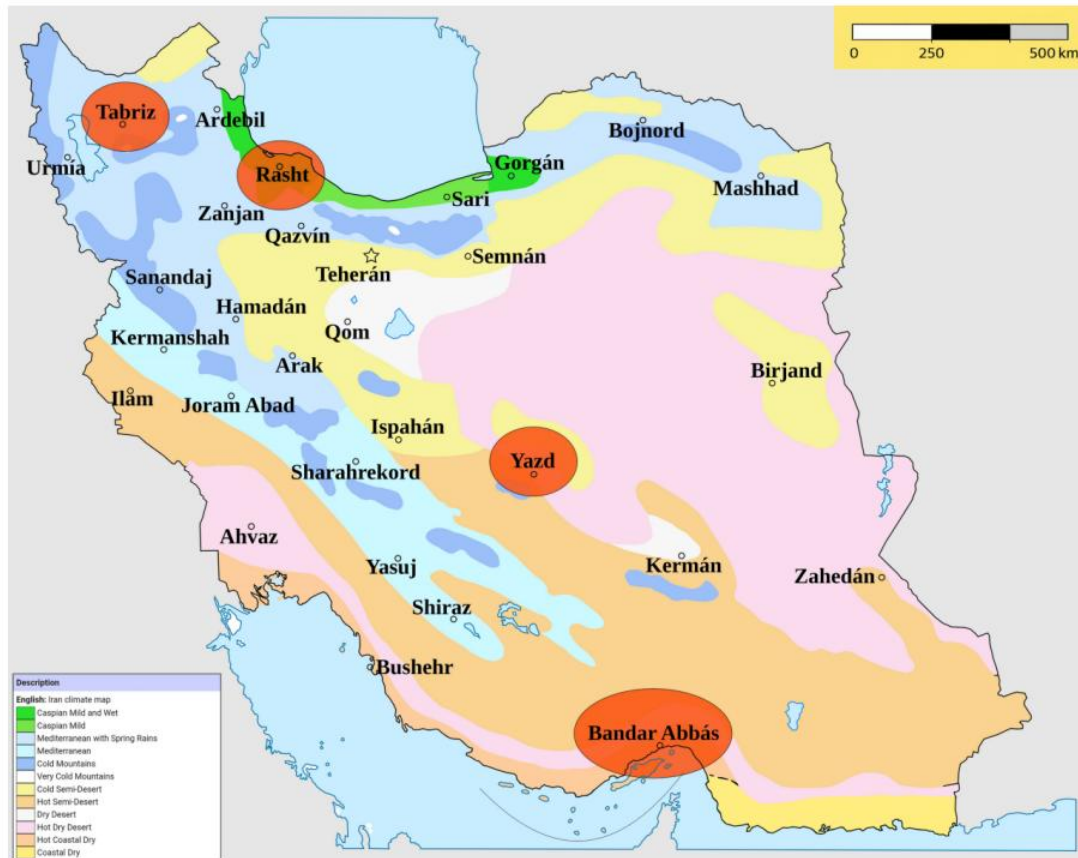 0 250 500 km
Tabriz
Ardebil
Bojnord
Urmía
Rasht
Gorgán
Mashhad
Sari
Zanjan
Qazvín
Teherán
Semnán
Sanandaj
Hamadán
Qom
Kermanshah
Arak
Birjand
Ilam
Joram Abad
Ispahán
Yazd
Sharahrekord
Ahvaz
Yasuj
Kermán
Zahedán
Shiraz
Bushehr
Bandar Abbás
Description
English: Iran climate map
Caspian Mild and Wet
Caspian Mild
Mediterranean with Spring Rains
Mediterranean
Cold Mountains
Very Cold Mountains
Cold Semi-Desert
Hot Semi-Desert
Dry Desert
Hot Dry Desert
Hot Coastal Dry
Coastal Dry